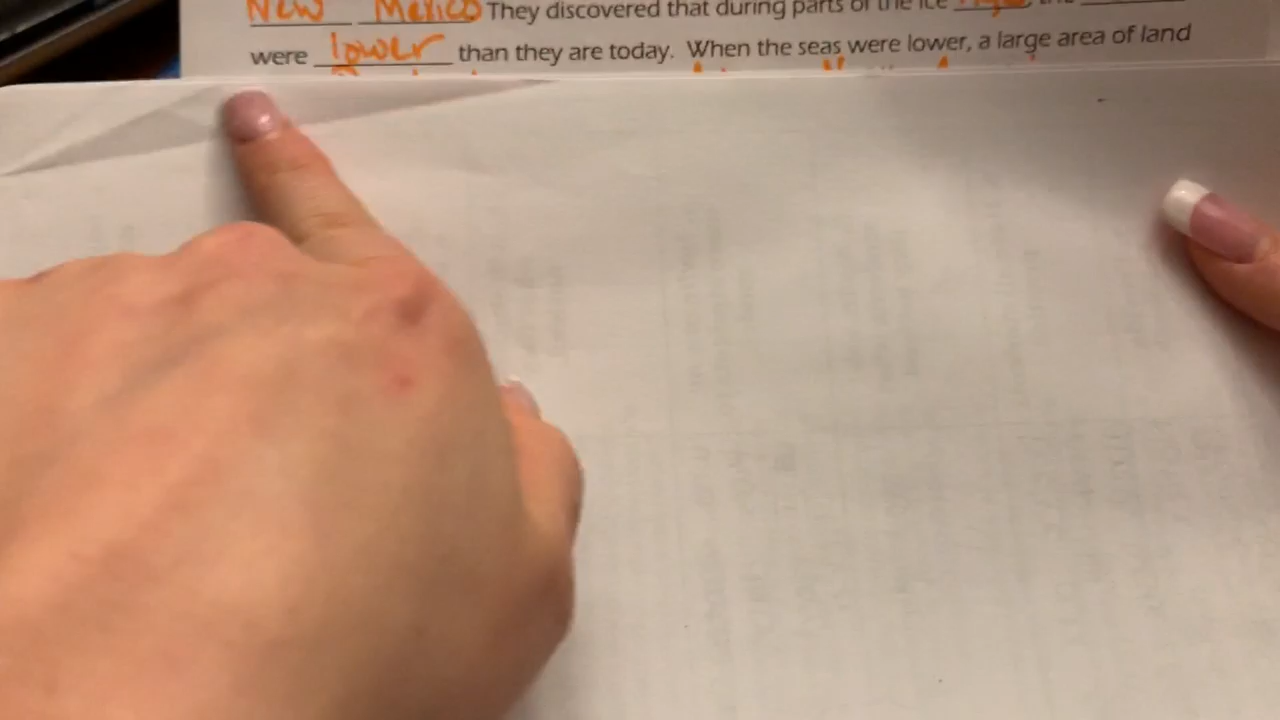 New Mexico They discovered that during parts of the ice
were lower than they are today. When the seas were lower, a large area of land